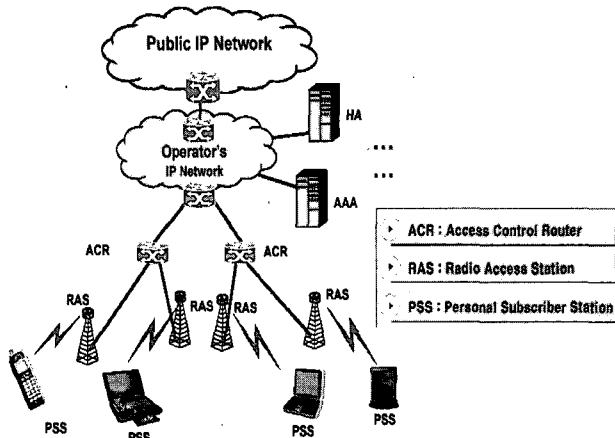 Public IP Network
HA
Operator's
IP Network
...
...
AAA
ACR
ACR
ACR : Access Control Router
RAS : Radio Access Station
PSS : Personal Subscriber Station
RAS
RAS
RAS
RAS
PSS
PSS
PSS
PSS